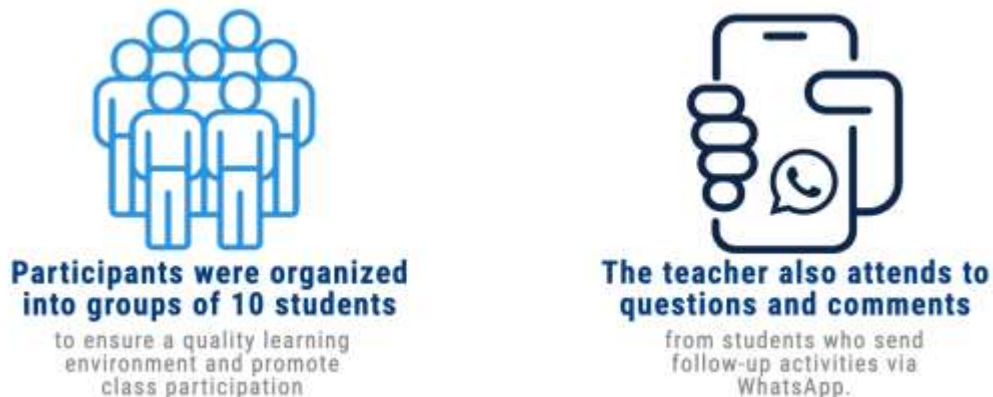 Participants were organized
into groups of 10 students
to ensure a quality learning
environment and promote
class participation
The teacher also attends to
questions and comments
from students who send
follow-up activities via
WhatsApp.